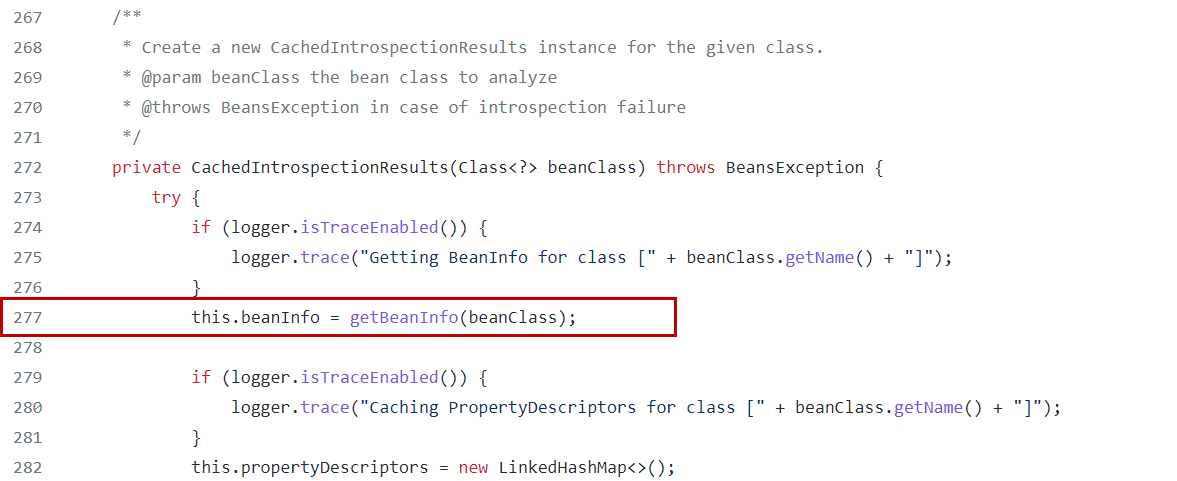 267 /**
268 * Create a new CachedIntrospectionResults instance for the given class.
269 * @param beanClass the bean class to analyze
270 * @throws BeansException in case of introspection failure
271 */
272 private CachedIntrospectionResults(Class<?> beanClass) throws BeansException {
273 try {
274 if (logger.isTraceEnabled()) {
275 logger.trace("Getting BeanInfo for class [" + beanClass.getName() + "]");
276 }
277 this.beanInfo = getBeanInfo(beanClass);
278
279 if (logger.isTraceEnabled()) {
280 logger.trace("Caching PropertyDescriptors for class [" + beanClass.getName() + "]");
281 }
282 this.propertyDescriptors = new LinkedHashMap<>();